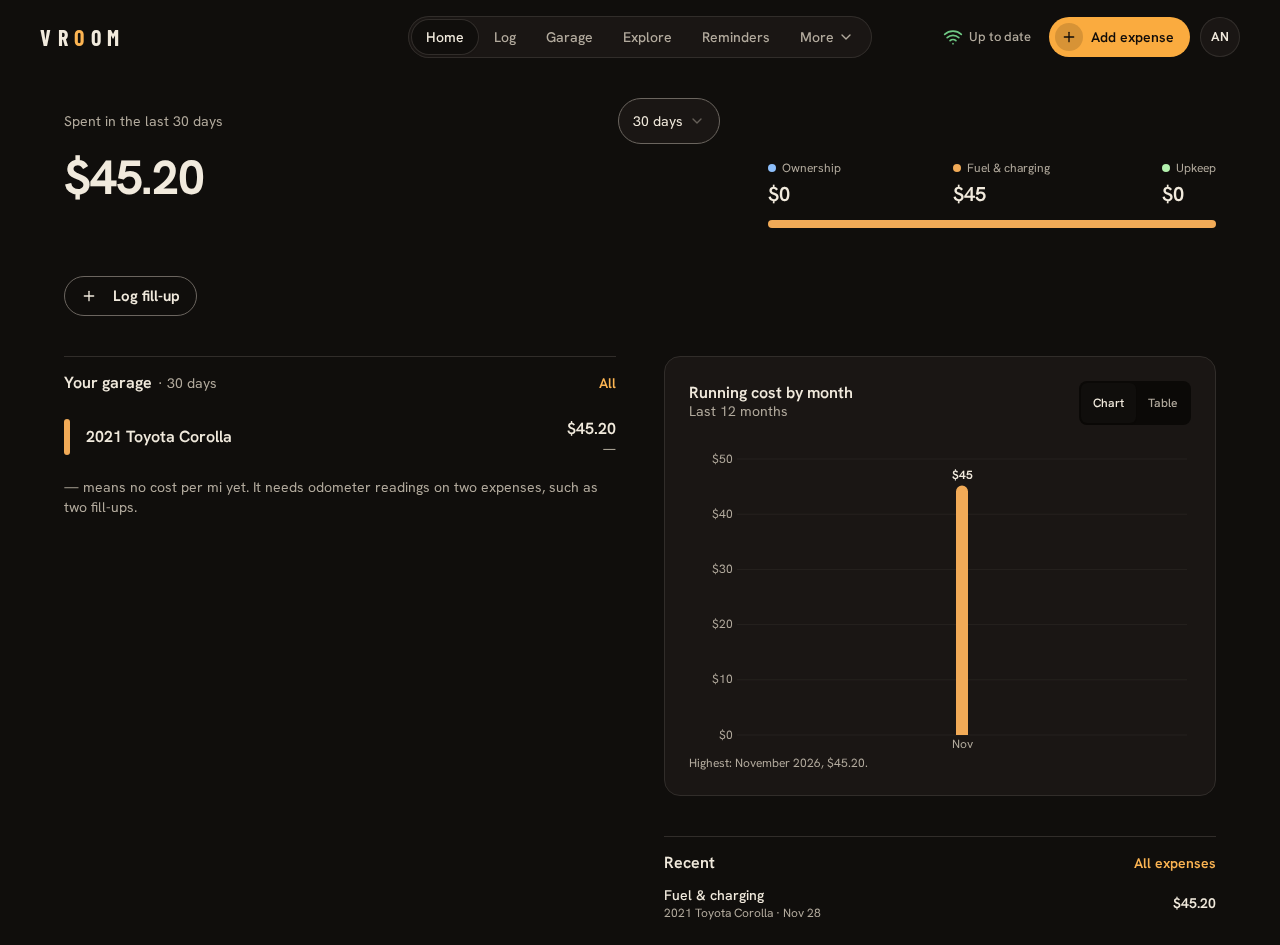 VROOM
Home
Log
Garage
Explore
Reminders
More
Up to date
Add expense
AN
Spent in the last 30 days
30 days
$45.20
Ownership
$0
Fuel & charging
$45
Upkeep
$0
Log fill-up
Your garage · 30 days
All
2021 Toyota Corolla
$45.20
—
— means no cost per mi yet. It needs odometer readings on two expenses, such as
two fill-ups.
Running cost by month
Last 12 months
Chart
Table
$50
$45
$40
$30
$20
$10
$0
Nov
Highest: November 2026, $45.20.
Recent
All expenses
Fuel & charging
2021 Toyota Corolla · Nov 28
$45.20